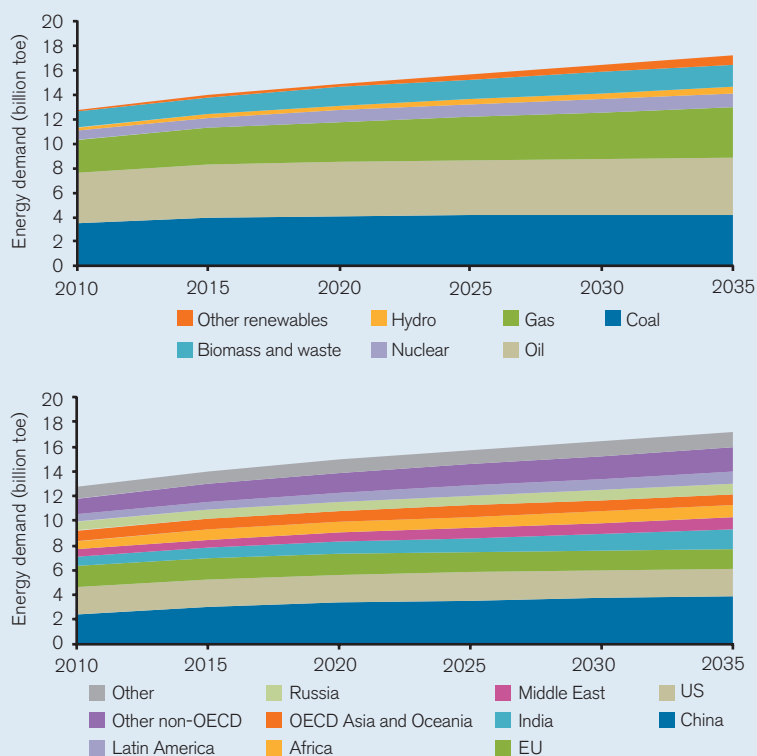 Energy demand (billion toe)
20
18
16
14
12
10
8
6
4
2
0
2010 2015 2020 2025 2030 2035
Other renewables Hydro Gas Coal
Biomass and waste Nuclear Oil
Energy demand (billion toe)
20
18
16
14
12
10
8
6
4
2
0
2010 2015 2020 2025 2030 2035
Other Russia Middle East US
Other non-OECD OECD Asia and Oceania India China
Latin America Africa EU